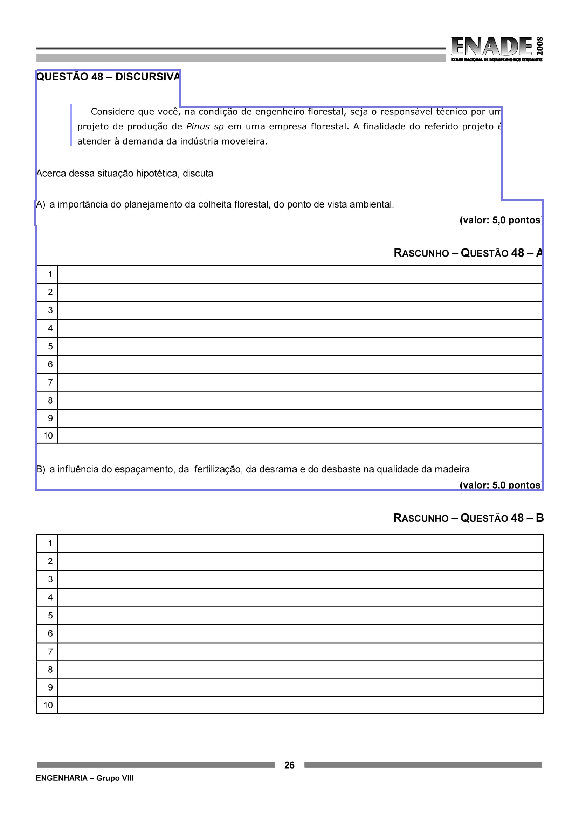 ENADE 2008
EXAME NACIONAL DE DESEMPENHO DOS ESTUDANTES
QUESTÃO 48 – DISCURSIVA
Considere que você, na condição de engenheiro florestal, seja o responsável técnico por um
projeto de produção de Pinus sp em uma empresa florestal. A finalidade do referido projeto é
atender à demanda da indústria moveleira.
Acerca dessa situação hipotética, discuta
A) a importância do planejamento da colheita florestal, do ponto de vista ambiental.
(valor: 5,0 pontos
RASCUNHO – QUESTÃO 48 – A
1
2
3
4
5
6
7
8
9
10
B) a influência do espaçamento, da fertilização, da desrama e do desbaste na qualidade da madeira
(valor: 5,0 pontos
RASCUNHO – QUESTÃO 48 – B
1
2
3
4
5
6
7
8
9
10
26
ENGENHARIA – Grupo VIII